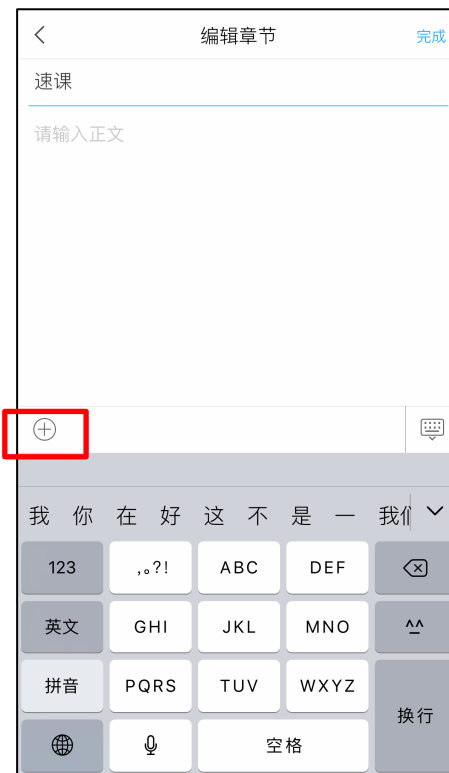 编辑章节 完成
速课
请输入正文
我 你 在 好 这 不 是 一 我们
123 ,。?! ABC DEF
英文 GHI JKL MNO ^^
拼音 PQRS TUV WXYZ 换行
空格